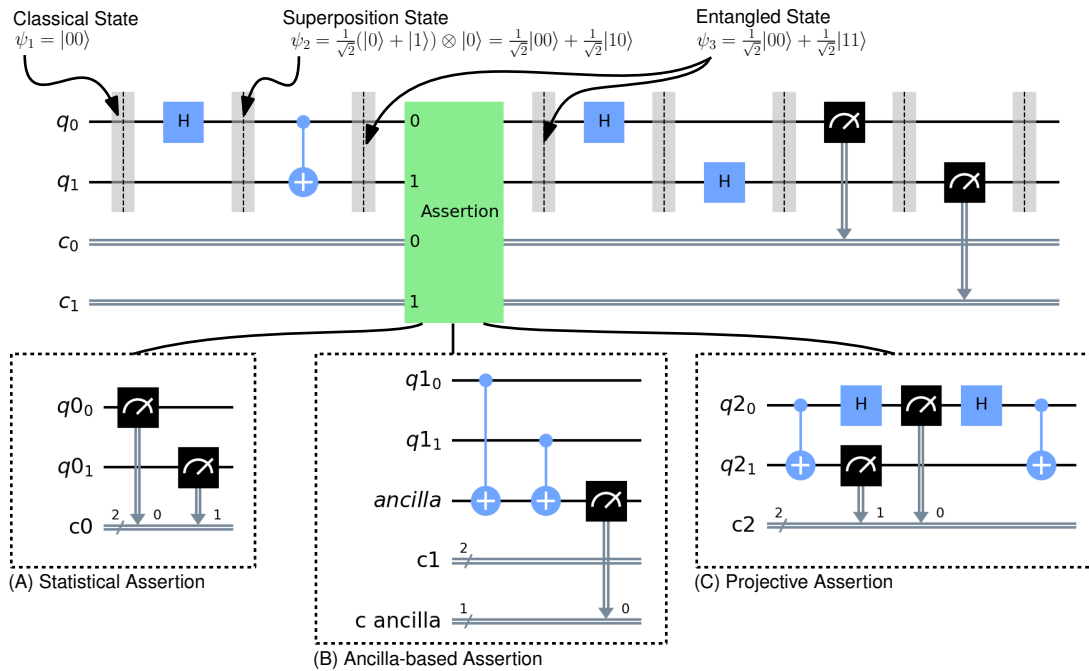 Classical State
Superposition State
Entangled State
ψ₁ = |00⟩
ψ₂ = 1/√2(|0⟩ + |1⟩) ⊗ |0⟩ = 1/√2|00⟩ + 1/√2|10⟩
ψ₃ = 1/√2|00⟩ + 1/√2|11⟩
q₀ H 0 H
q₁ 1 H
Assertion
c₀ 0
c₁ 1
q0₀
q0₁
c0 2 0 1
(A) Statistical Assertion
q1₀
q1₁
ancilla
c1 2
c ancilla 1 0
(B) Ancilla-based Assertion
q2₀ H H
q2₁
c2 2 1 0
(C) Projective Assertion